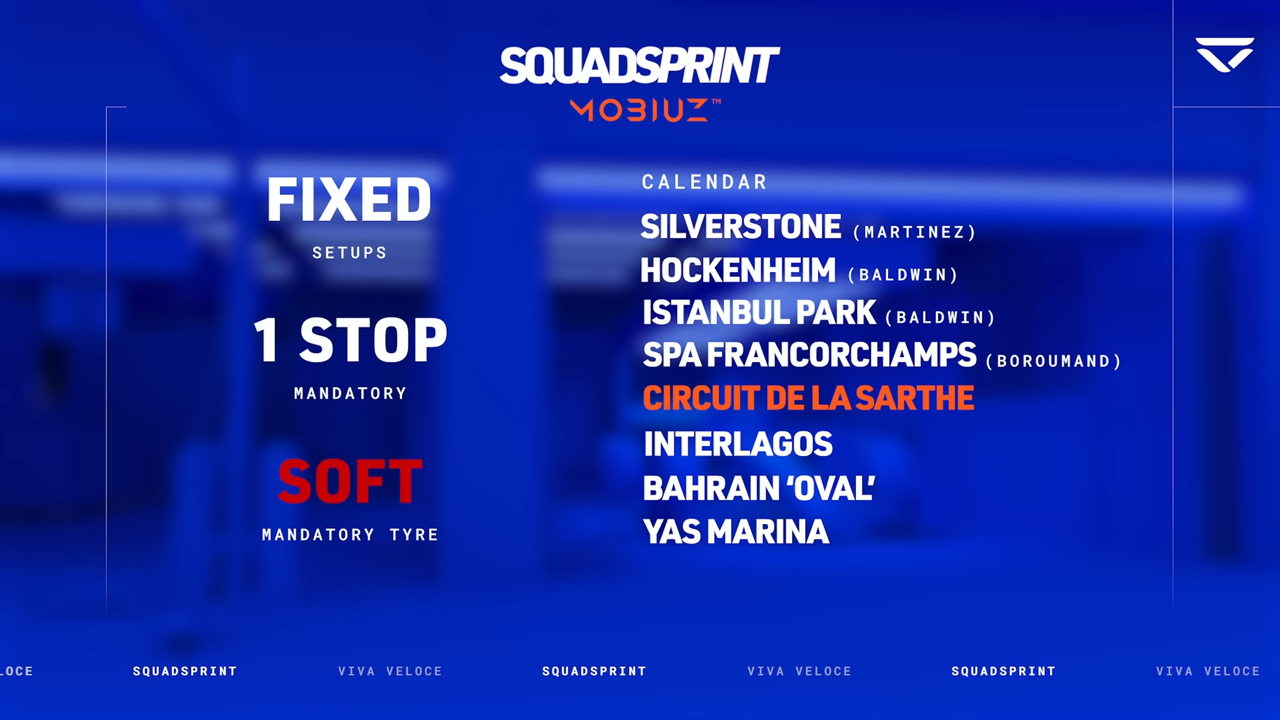 SQUADSPRINT
MOBIUZ™
FIXED
SETUPS
1 STOP
MANDATORY
SOFT
MANDATORY TYRE
CALENDAR
SILVERSTONE (MARTINEZ)
HOCKENHEIM (BALDWIN)
ISTANBUL PARK (BALDWIN)
SPA FRANCORCHAMPS (BOROUMAND)
CIRCUIT DE LA SARTHE
INTERLAGOS
BAHRAIN ‘OVAL’
YAS MARINA
LOCE SQUADSPRINT VIVA VELOCE SQUADSPRINT VIVA VELOCE SQUADSPRINT VIVA VELOCE